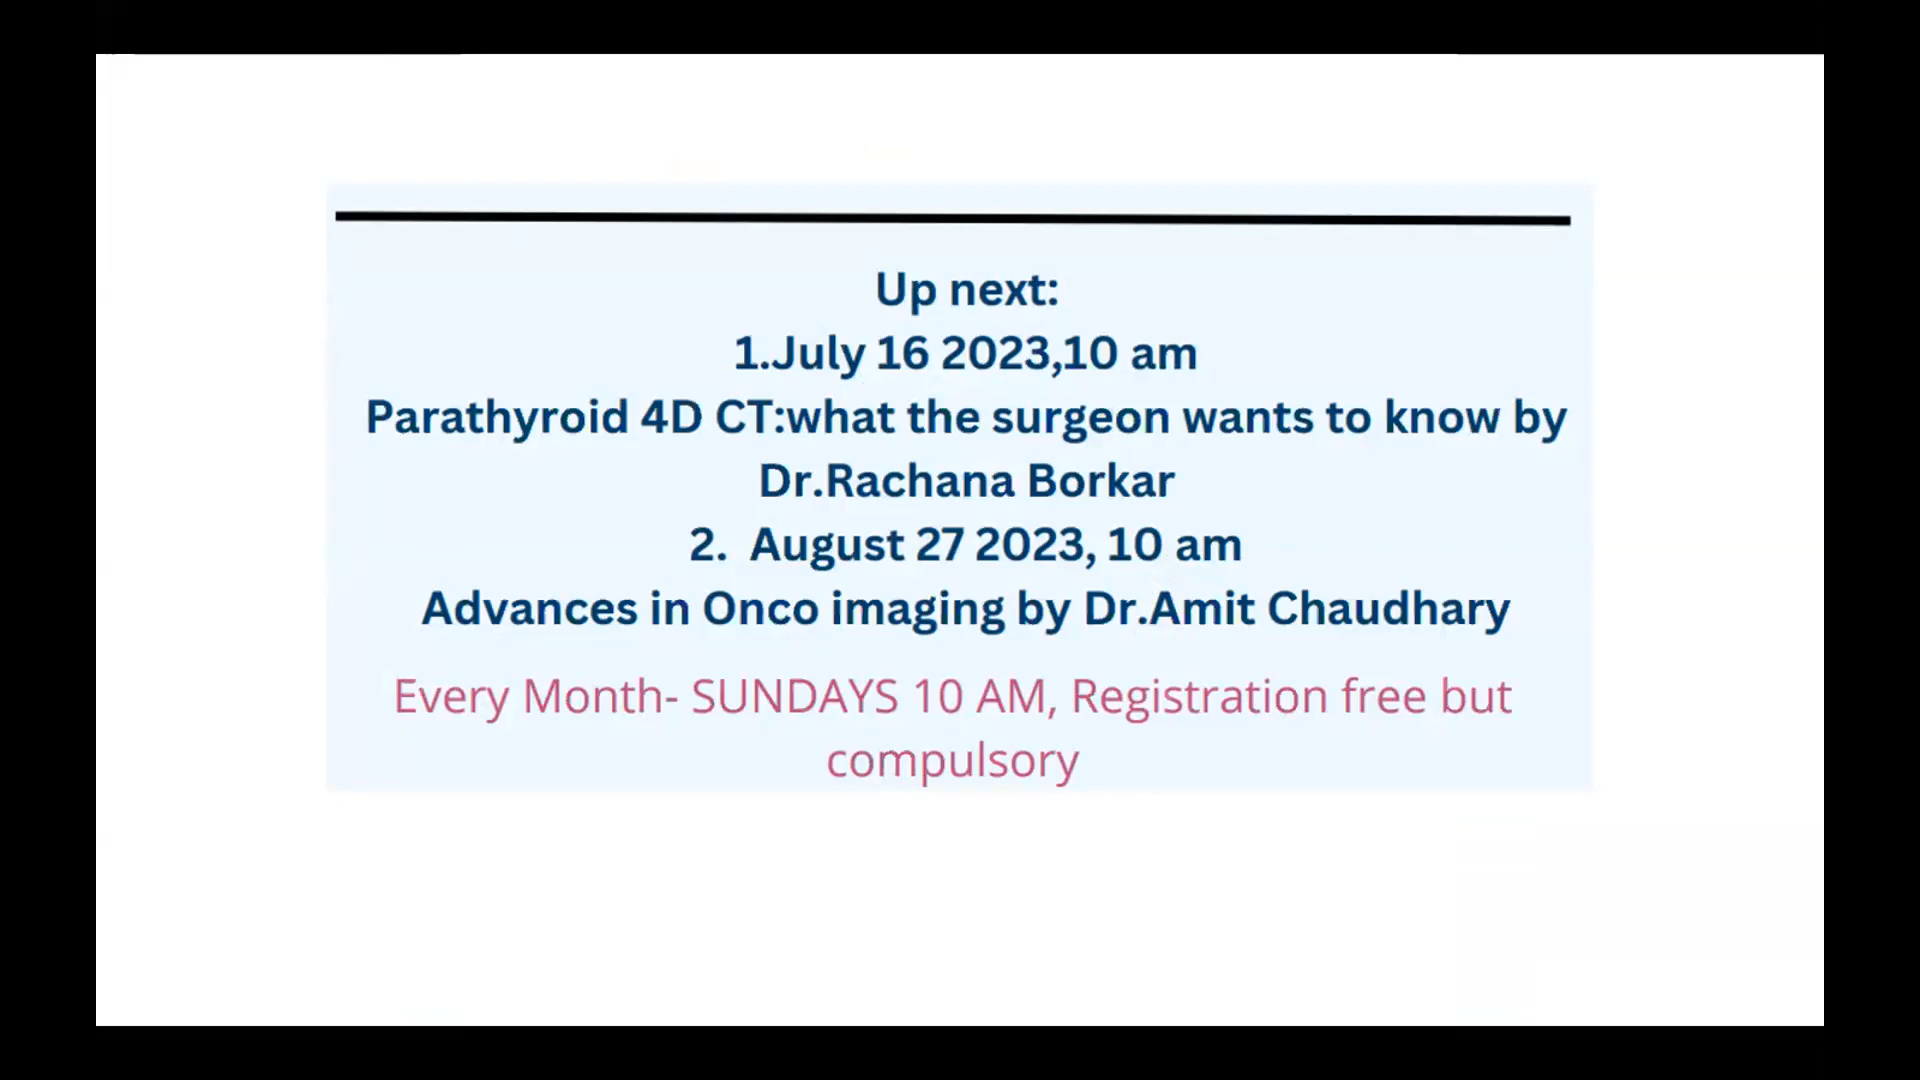 Up next:
1.July 16 2023,10 am
Parathyroid 4D CT:what the surgeon wants to know by
Dr.Rachana Borkar
2.  August 27 2023, 10 am
Advances in Onco imaging by Dr.Amit Chaudhary
Every Month- SUNDAYS 10 AM, Registration free but
compulsory